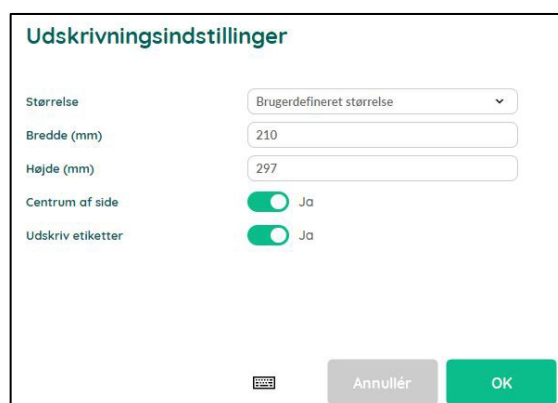 Udskrivningsindstillinger
Størrelse Brugerdefineret størrelse
Bredde (mm) 210
Højde (mm) 297
Centrum af side Ja
Udskriv etiketter Ja
Annullér OK